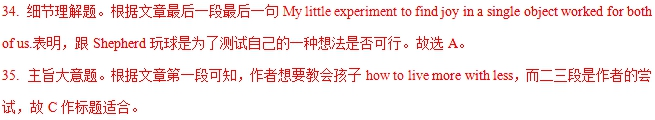 34.  细节理解题。根据文章最后一段最后一句 My little experiment to find joy in a single object worked for both
of us.表明，跟 Shepherd 玩球是为了测试自己的一种想法是否可行。故选 A。
35.  主旨大意题。根据文章第一段可知，作者想要教会孩子 how to live more with less，而二三段是作者的尝
试，故 C 作标题适合。